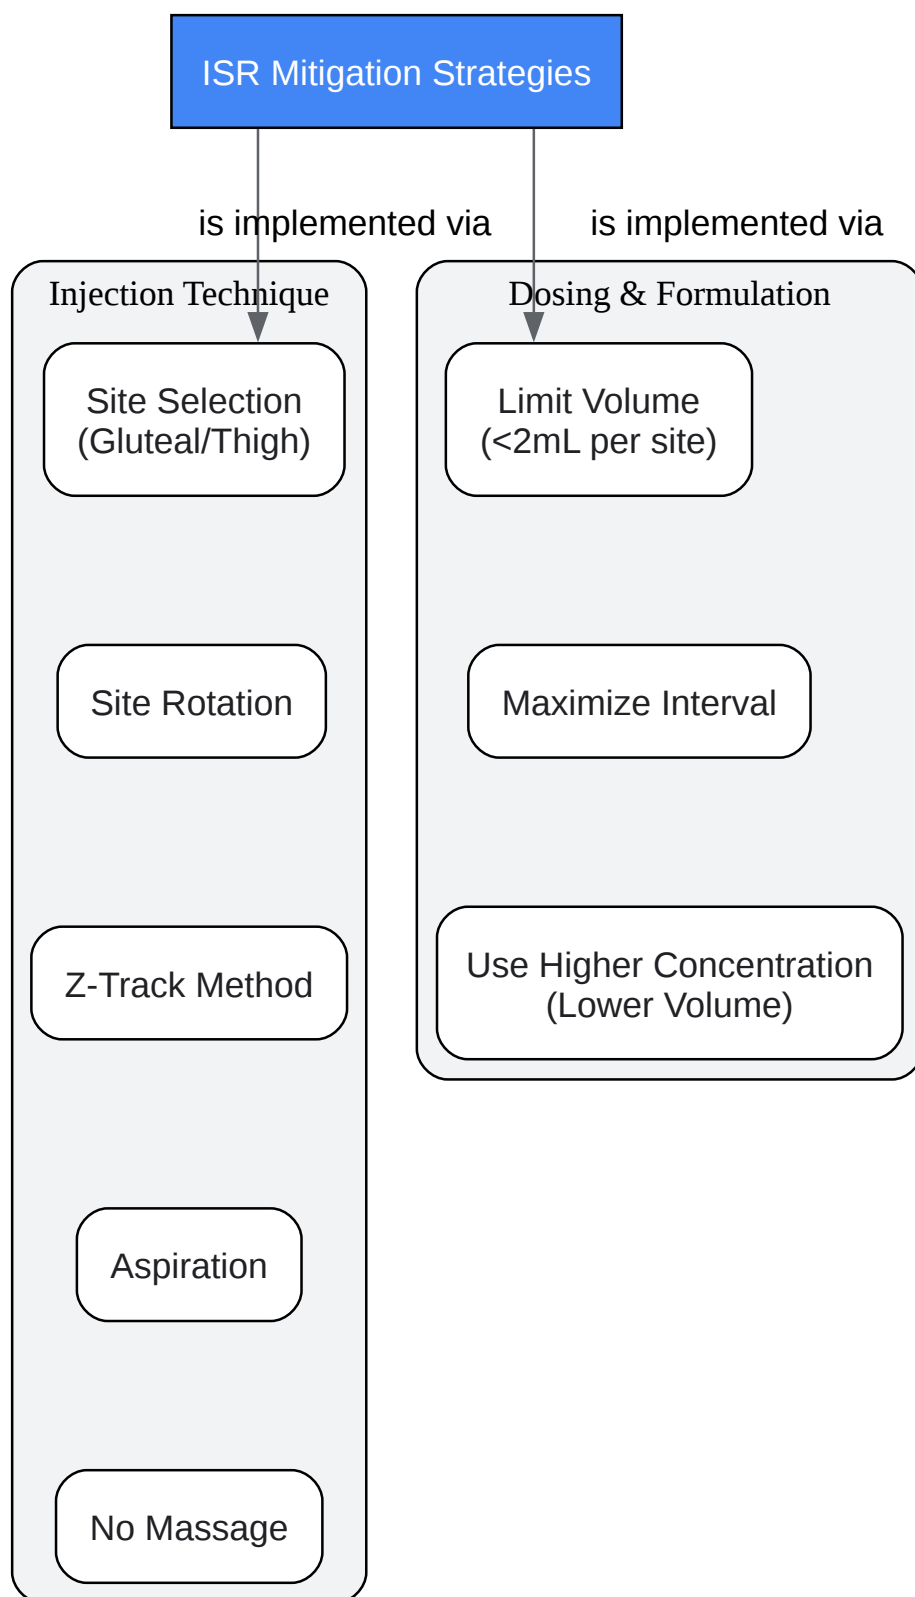 ISR Mitigation Strategies
is implemented via
is implemented via
Injection Technique
Site Selection
(Gluteal/Thigh)
Site Rotation
Z-Track Method
Aspiration
No Massage
Dosing & Formulation
Limit Volume
(<2mL per site)
Maximize Interval
Use Higher Concentration
(Lower Volume)